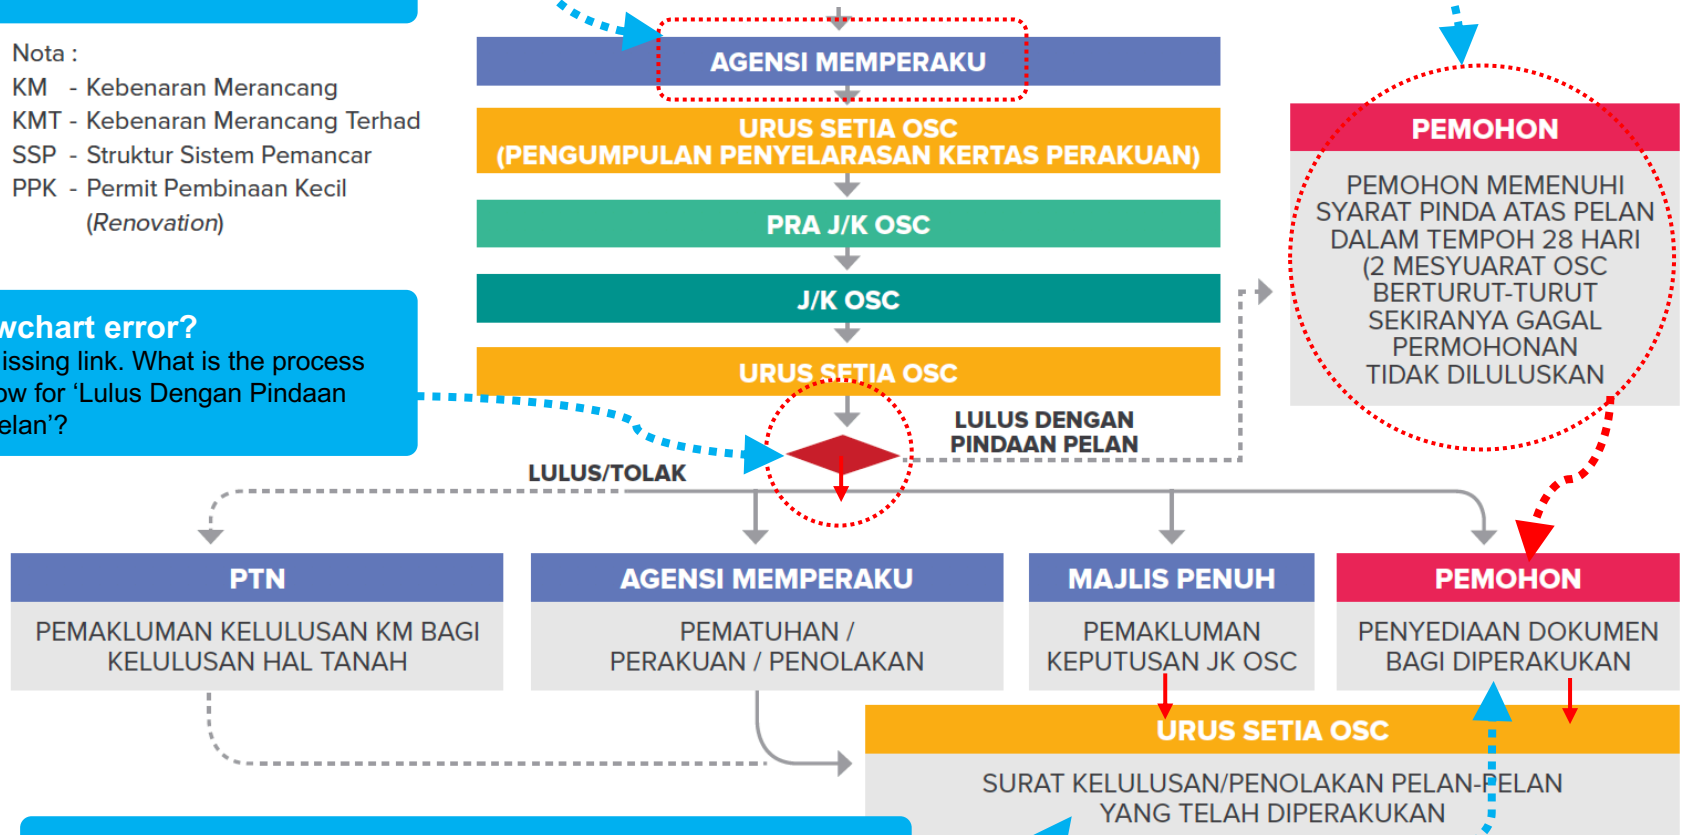 Nota :
KM - Kebenaran Merancang
KMT - Kebenaran Merancang Terhad
SSP - Struktur Sistem Pemancar
PPK - Permit Pembinaan Kecil
(Renovation)
AGENSI MEMPERAKU
URUS SETIA OSC
(PENGUMPULAN PENYELARASAN KERTAS PERAKUAN)
PRA J/K OSC
J/K OSC
URUS SETIA OSC
PEMOHON
PEMOHON MEMENUHI
SYARAT PINDA ATAS PELAN
DALAM TEMPOH 28 HARI
(2 MESYUARAT OSC
BERTURUT-TURUT
SEKIRANYA GAGAL
PERMOHONAN
TIDAK DILULUSKAN
wchart error?
issing link. What is the process
ow for ‘Lulus Dengan Pindaan
elan’?
LULUS DENGAN
PINDAAN PELAN
LULUS/TOLAK
PTN
PEMAKLUMAN KELULUSAN KM BAGI
KELULUSAN HAL TANAH
AGENSI MEMPERAKU
PEMATUHAN /
PERAKUAN / PENOLAKAN
MAJLIS PENUH
PEMAKLUMAN
KEPUTUSAN JK OSC
PEMOHON
PENYEDIAAN DOKUMEN
BAGI DIPERAKUKAN
URUS SETIA OSC
SURAT KELULUSAN/PENOLAKAN PELAN-PELAN
YANG TELAH DIPERAKUKAN